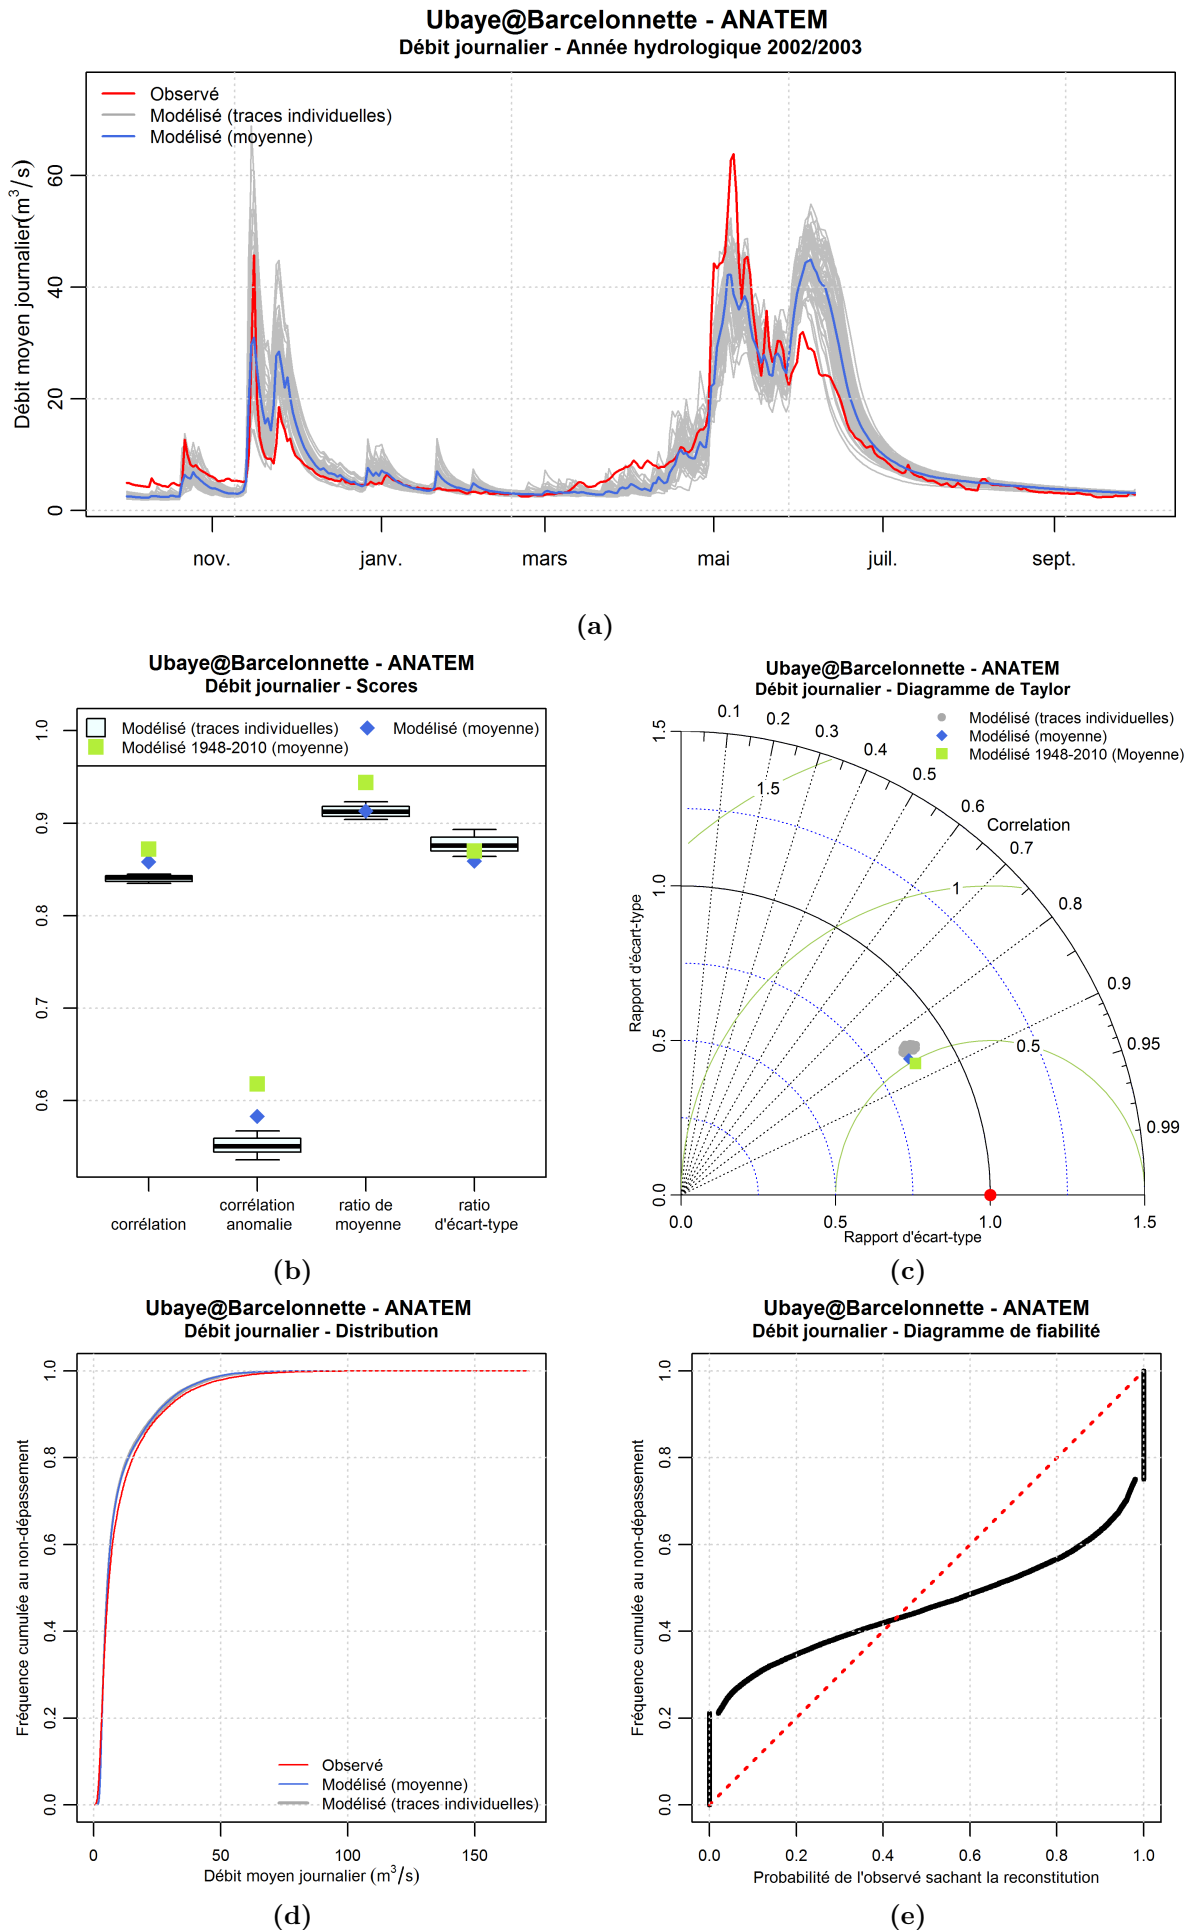 Ubaye@Barcelonnette - ANATEM
Débit journalier - Année hydrologique 2002/2003
Observé
Modélisé (traces individuelles)
Modélisé (moyenne)
Débit moyen journalier(m³/s)
60
40
20
0
nov.
janv.
mars
mai
juil.
sept.
(a)
Ubaye@Barcelonnette - ANATEM
Débit journalier - Scores
Modélisé (traces individuelles)
Modélisé (moyenne)
Modélisé 1948-2010 (moyenne)
1.0
0.9
0.8
0.7
0.6
corrélation
corrélation
anomalie
ratio de
moyenne
ratio
d'écart-type
(b)
Ubaye@Barcelonnette - ANATEM
Débit journalier - Diagramme de Taylor
Modélisé (traces individuelles)
Modélisé (moyenne)
Modélisé 1948-2010 (Moyenne)
0.1
0.2
0.3
0.4
0.5
0.6
Correlation
0.7
0.8
0.9
0.95
0.99
1.5
1
0.5
Rapport d'écart-type
1.5
1.0
0.5
0.0
0.0
0.5
1.0
1.5
Rapport d'écart-type
(c)
Ubaye@Barcelonnette - ANATEM
Débit journalier - Distribution
Fréquence cumulée au non-dépassement
1.0
0.8
0.6
0.4
0.2
0.0
Observé
Modélisé (moyenne)
Modélisé (traces individuelles)
0
50
100
150
Débit moyen journalier (m³/s)
(d)
Ubaye@Barcelonnette - ANATEM
Débit journalier - Diagramme de fiabilité
Fréquence cumulée au non-dépassement
1.0
0.8
0.6
0.4
0.2
0.0
0.0
0.2
0.4
0.6
0.8
1.0
Probabilité de l'observé sachant la reconstitution
(e)